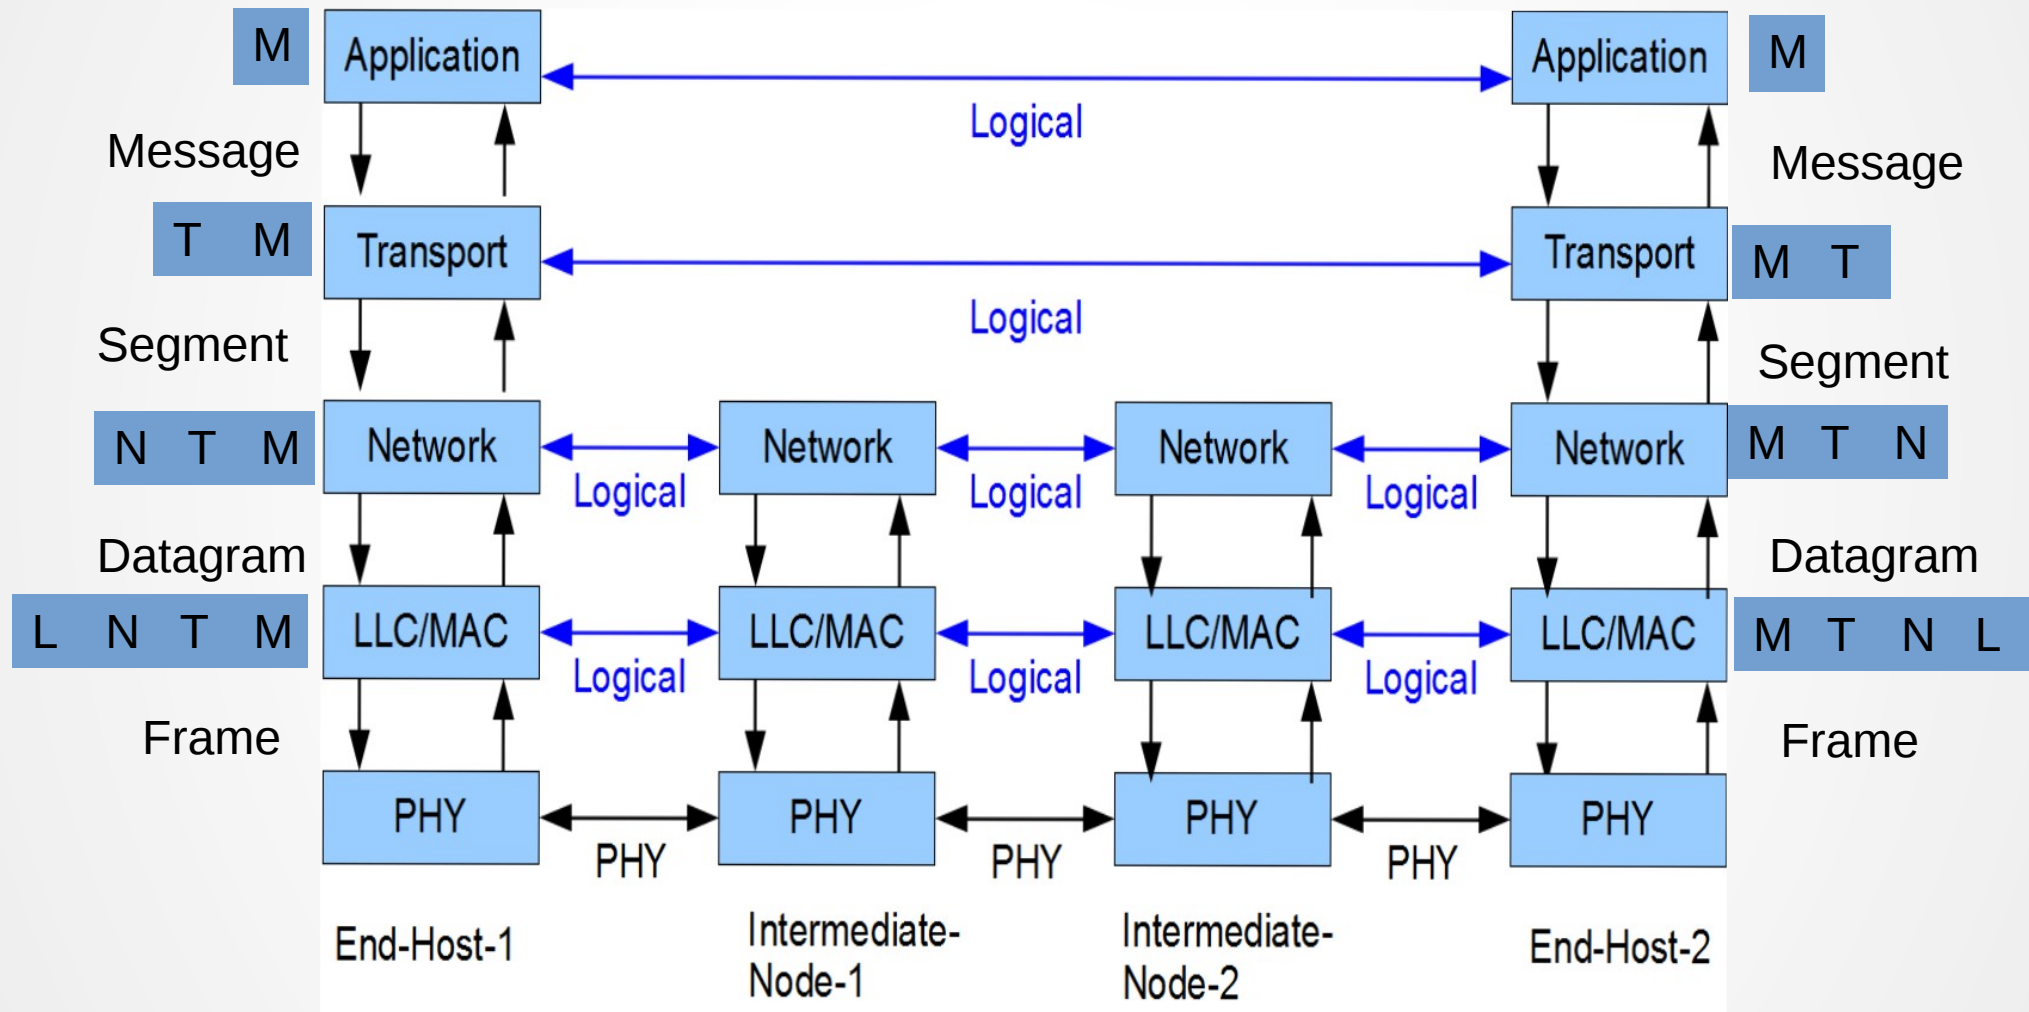 M
Application
Application
M
Logical
Message
Message
T M
Transport
Transport
M T
Logical
Segment
Segment
N T M
Network
Network
Network
Network
M T N
Logical
Logical
Logical
Datagram
Datagram
L N T M
LLC/MAC
LLC/MAC
LLC/MAC
LLC/MAC
M T N L
Logical
Logical
Logical
Frame
Frame
PHY
PHY
PHY
PHY
PHY
PHY
PHY
End-Host-1
Intermediate-
Node-1
Intermediate-
Node-2
End-Host-2